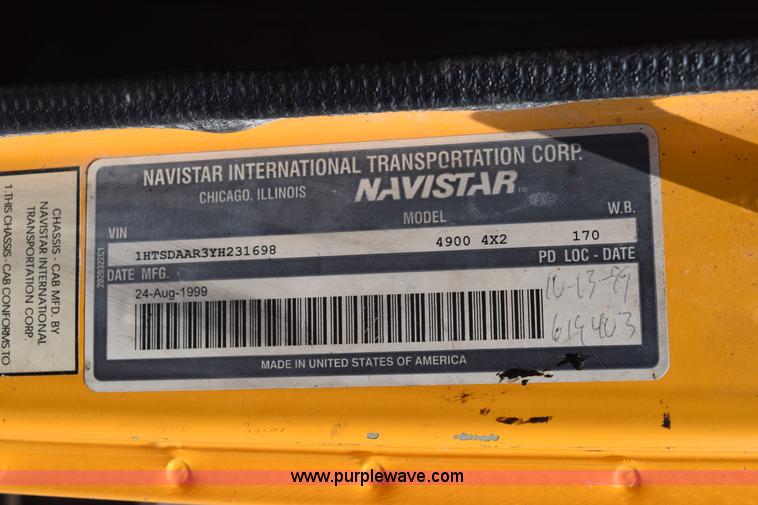 NAVISTAR INTERNATIONAL TRANSPORTATION CORP.
CHICAGO, ILLINOIS NAVISTAR
VIN MODEL W.B.
1HTSDAAR3YH231698 4900 4X2 170
DATE MFG. PD LOC - DATE
24-Aug-1999 10-13-99
619403
MADE IN UNITED STATES OF AMERICA
2029322C1
CHASSIS - CAB MFD. BY
NAVISTAR INTERNATIONAL
TRANSPORTATION CORP.
1. THIS CHASSIS - CAB CONFORMS TO
www.purplewave.com